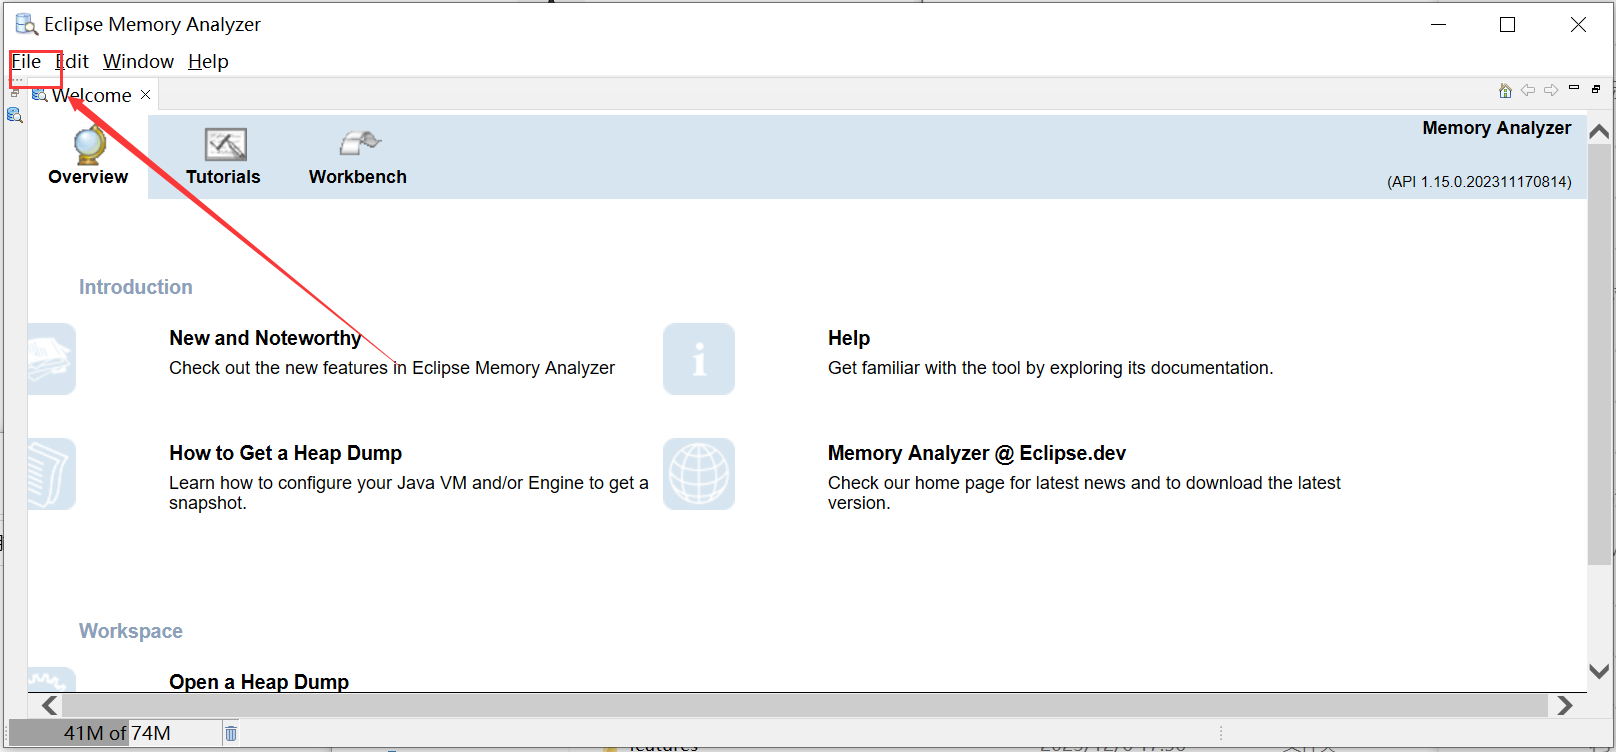 Eclipse Memory Analyzer
File Edit Window Help
Welcome
Memory Analyzer
Overview Tutorials Workbench
(API 1.15.0.202311170814)
Introduction
New and Noteworthy
Check out the new features in Eclipse Memory Analyzer
Help
Get familiar with the tool by exploring its documentation.
How to Get a Heap Dump
Learn how to configure your Java VM and/or Engine to get a
snapshot.
Memory Analyzer @ Eclipse.dev
Check our home page for latest news and to download the latest
version.
Workspace
Open a Heap Dump
41M of 74M
features